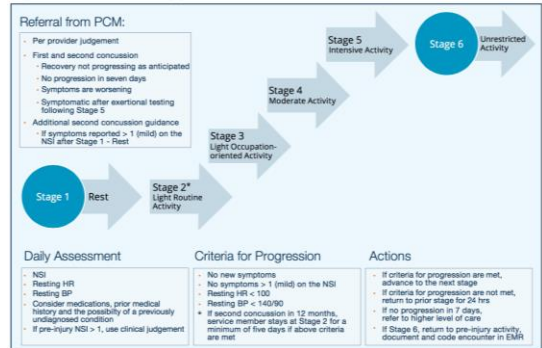 Referral from PCM:
- Per provider judgement
- First and second concussion
- Recovery not progressing as anticipated
- No progression in seven days
- Symptoms are worsening
- Symptomatic after exertional testing
following Stage 5
- Additional second concussion guidance
- If symptoms reported > 1 (mild) on the
NSI after Stage 1 - Rest
Stage 1
Rest
Stage 2*
Light Routine
Activity
Stage 3
Light Occupation-
oriented Activity
Stage 4
Moderate Activity
Stage 5
Intensive Activity
Stage 6
Unrestricted
Activity
Daily Assessment
- NSI
- Resting HR
- Resting BP
- Consider medications, prior medical
history and the possibilty of a previously
undiagnosed condition
- If pre-injury NSI > 1, use clinical judgement
Criteria for Progression
- No new symptoms
- No symptoms > 1 (mild) on the NSI
- Resting HR < 100
- Resting BP < 140/90
* If second concussion in 12 months,
service member stays at Stage 2 for a
minimum of five days if above criteria
are met
Actions
- If criteria for progression are met,
advance to the next stage
- If criteria for progression are not met,
return to prior stage for 24 hrs
- If no progression in 7 days,
refer to higher level of care
- If Stage 6, return to pre-injury activity,
document and code encounter in EMR